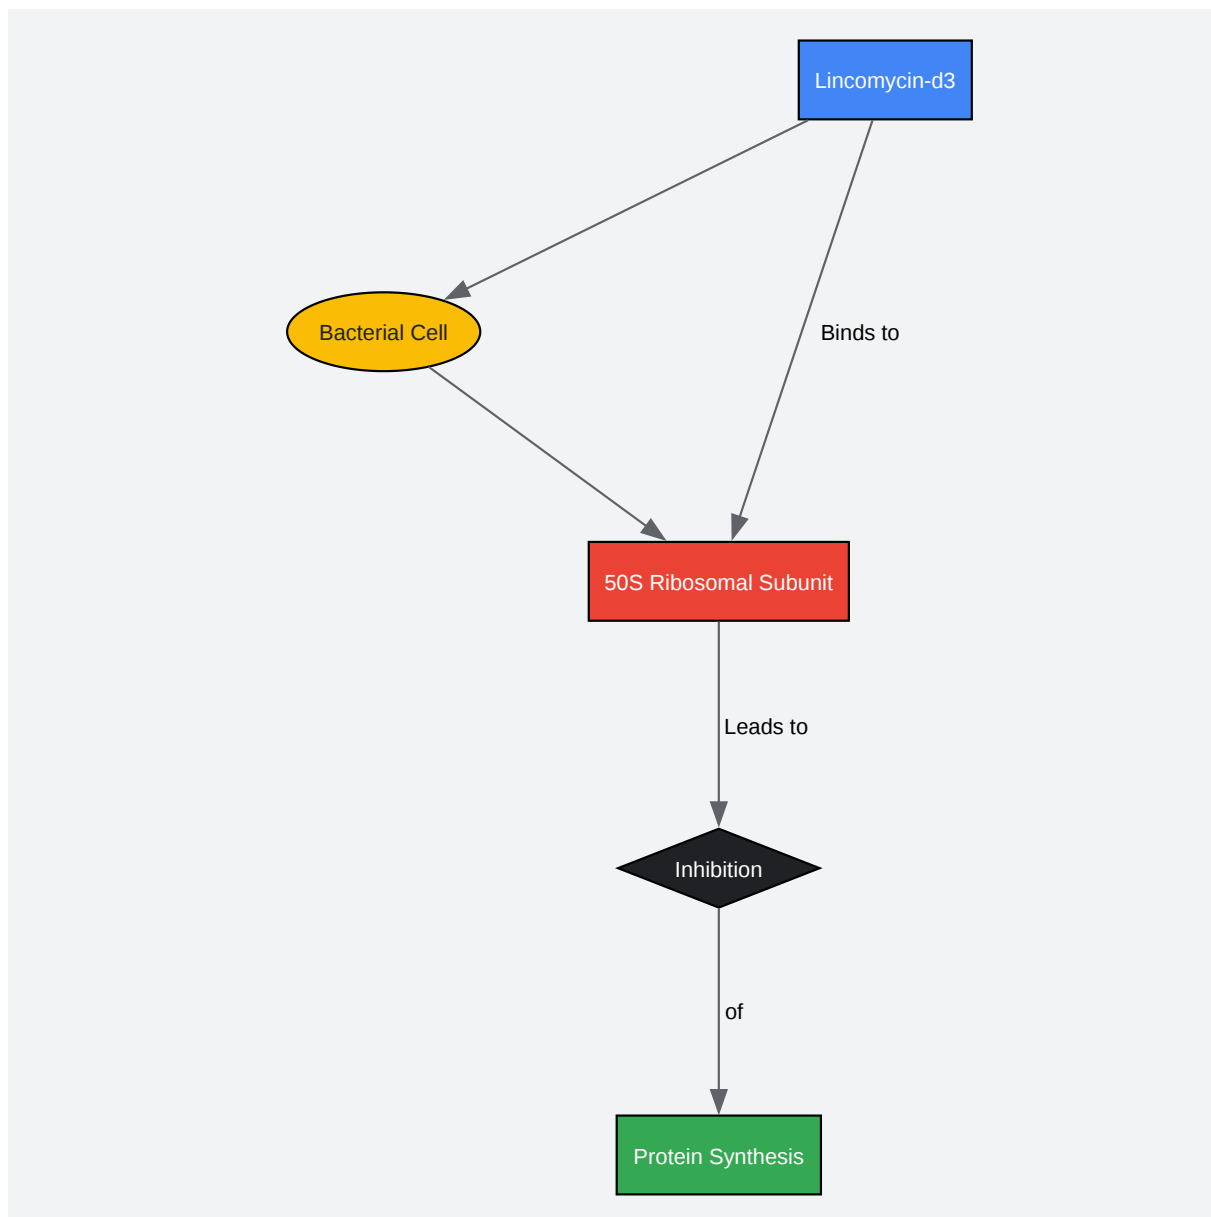 Lincomycin-d3
Bacterial Cell
Binds to
50S Ribosomal Subunit
Leads to
Inhibition
of
Protein Synthesis